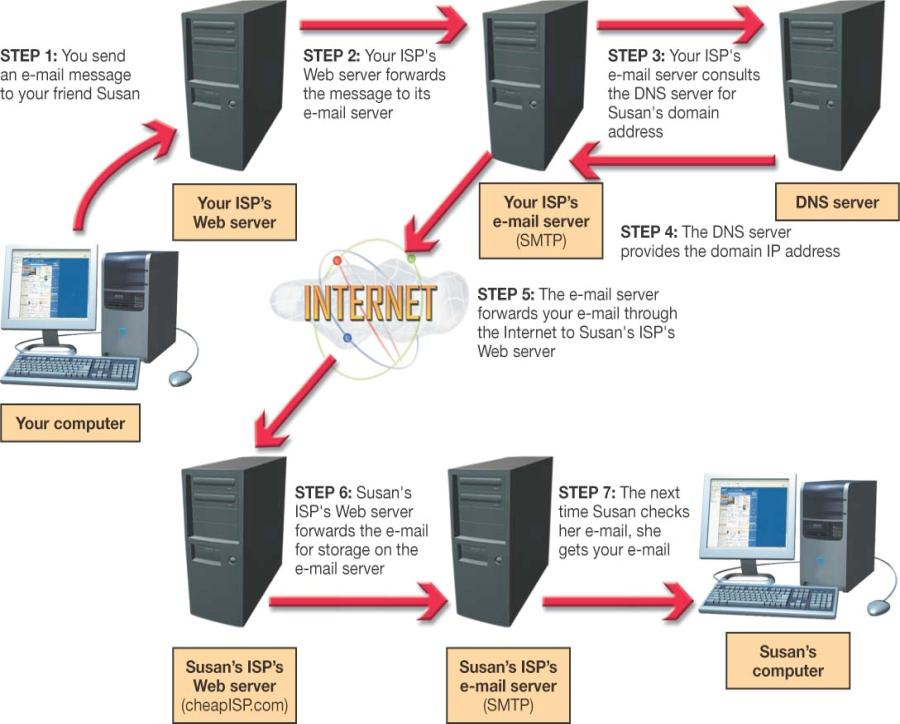 STEP 1: You send
an e-mail message
to your friend Susan
STEP 2: Your ISP's
Web server forwards
the message to its
e-mail server
STEP 3: Your ISP's
e-mail server consults
the DNS server for
Susan's domain
address
Your ISP's
Web server
Your ISP's
e-mail server
(SMTP)
DNS server
STEP 4: The DNS server
provides the domain IP address
INTERNET
STEP 5: The e-mail server
forwards your e-mail through
the Internet to Susan's ISP's
Web server
Your computer
STEP 6: Susan's
ISP's Web server
forwards the e-mail
for storage on the
e-mail server
STEP 7: The next
time Susan checks
her e-mail, she
gets your e-mail
Susan's ISP's
Web server
(cheapISP.com)
Susan's ISP's
e-mail server
(SMTP)
Susan's
computer